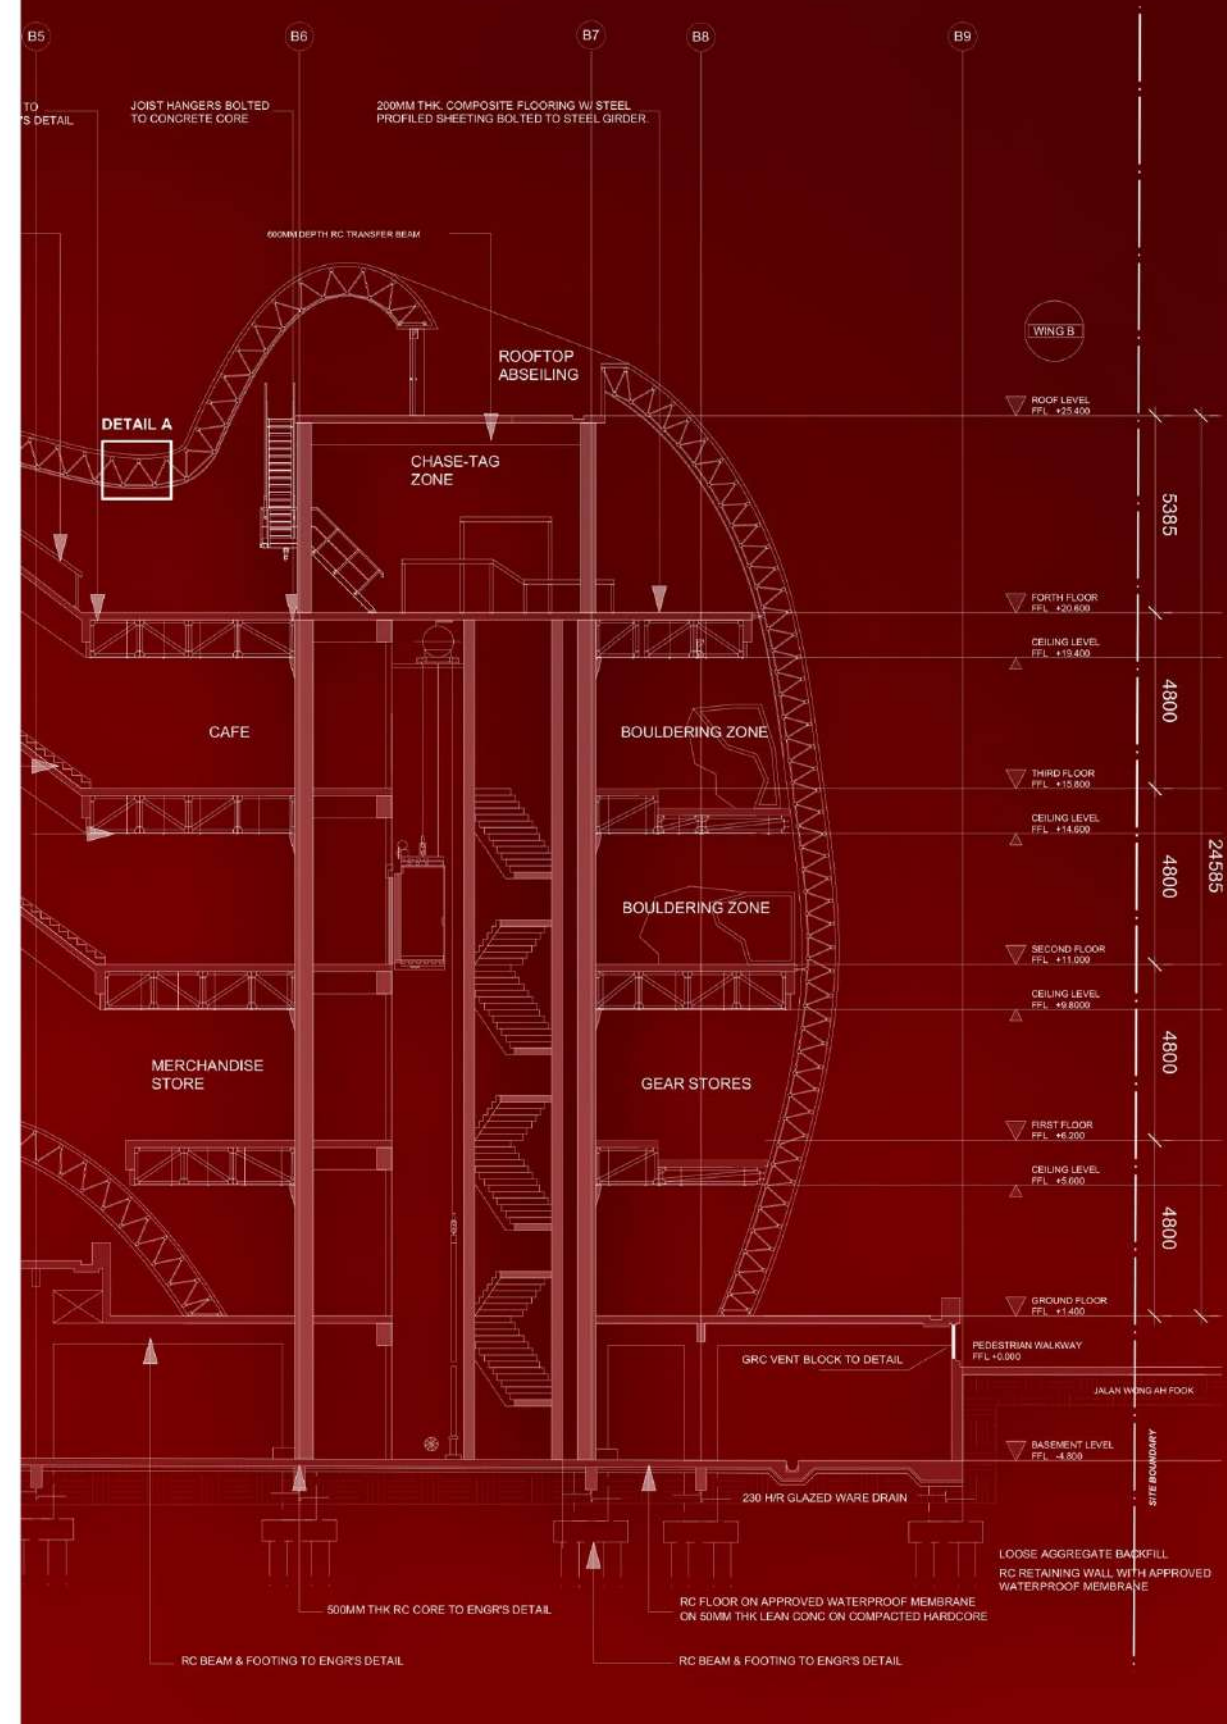 B5
B6
B7
B8
B9
TO
'S DETAIL
JOIST HANGERS BOLTED
TO CONCRETE CORE
200MM THK. COMPOSITE FLOORING W/ STEEL
PROFILED SHEETING BOLTED TO STEEL GIRDER.
600MM DEPTH RC TRANSFER BEAM
WING B
ROOFTOP
ABSEILING
ROOF LEVEL
FFL +25.400
DETAIL A
CHASE-TAG
ZONE
5385
FORTH FLOOR
FFL +20.600
CEILING LEVEL
FFL +19.400
4800
CAFE
BOULDERING ZONE
THIRD FLOOR
FFL +15.800
CEILING LEVEL
FFL +14.600
4800
24585
BOULDERING ZONE
SECOND FLOOR
FFL +11.000
CEILING LEVEL
FFL +9.8000
4800
MERCHANDISE
STORE
GEAR STORES
FIRST FLOOR
FFL +6.200
CEILING LEVEL
FFL +5.000
4800
GROUND FLOOR
FFL +1.400
GRC VENT BLOCK TO DETAIL
PEDESTRIAN WALKWAY
FFL +0.000
JALAN WONG AH FOOK
BASEMENT LEVEL
FFL -4.800
SITE BOUNDARY
230 H/R GLAZED WARE DRAIN
LOOSE AGGREGATE BACKFILL
RC RETAINING WALL WITH APPROVED
WATERPROOF MEMBRANE
500MM THK RC CORE TO ENGR'S DETAIL
RC FLOOR ON APPROVED WATERPROOF MEMBRANE
ON 50MM THK LEAN CONC ON COMPACTED HARDCORE
RC BEAM & FOOTING TO ENGR'S DETAIL
RC BEAM & FOOTING TO ENGR'S DETAIL